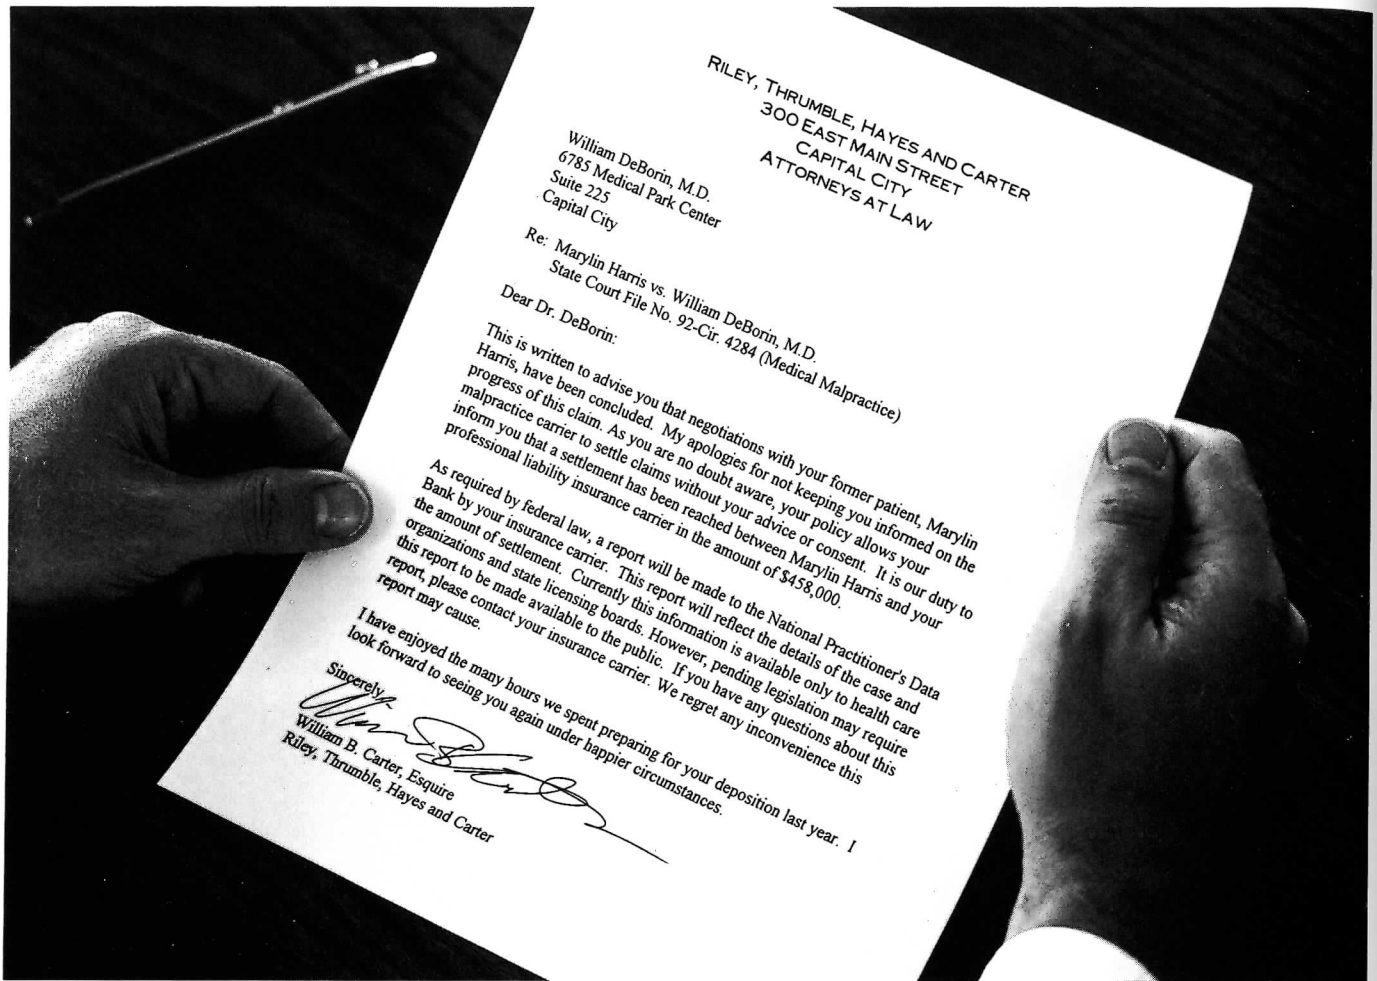 RILEY, THRUMBLE, HAYES AND CARTER
300 EAST MAIN STREET
CAPITAL CITY
ATTORNEYS AT LAW
William DeBorin, M.D.
6785 Medical Park Center
Suite 225
Capital City
Re: Marylin Harris vs. William DeBorin, M.D.
State Court File No. 92-Cir. 4284 (Medical Malpractice)
Dear Dr. DeBorin:
This is written to advise you that negotiations with your former patient, Marylin
Harris, have been concluded. My apologies for not keeping you informed on the
progress of this claim. As you are no doubt aware, your policy allows your
malpractice carrier to settle claims without your advice or consent. It is our duty to
inform you that a settlement has been reached between Marylin Harris and your
professional liability insurance carrier in the amount of $458,000.
As required by federal law, a report will be made to the National Practitioner's Data
Bank by your insurance carrier. This report will reflect the details of the case and
the amount of settlement. Currently this information is available only to health care
organizations and state licensing boards. However, pending legislation may require
this report to be made available to the public. If you have any questions about this
report, please contact your insurance carrier. We regret any inconvenience this
report may cause.
I have enjoyed the many hours we spent preparing for your deposition last year. I
look forward to seeing you again under happier circumstances.
Sincerely,
William B. Carter, Esquire
Riley, Thrumble, Hayes and Carter